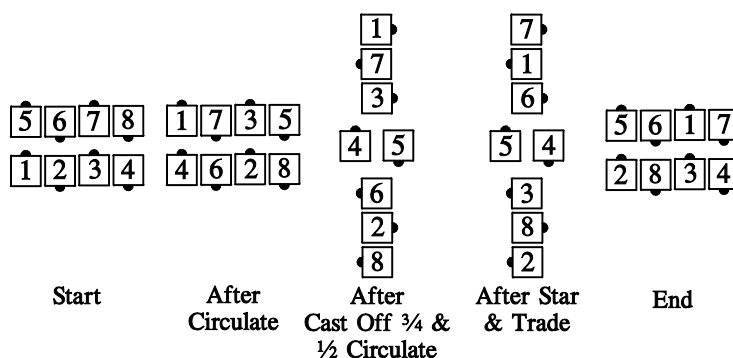 1
7
7
1
3
6
5 6 7 8
1 7 3 5
4 5
5 4
5 6 1 7
1 2 3 4
4 6 2 8
2 8 3 4
6
3
2
8
8
2
Start
After
Circulate
After
Cast Off ¾ &
½ Circulate
After Star
& Trade
End